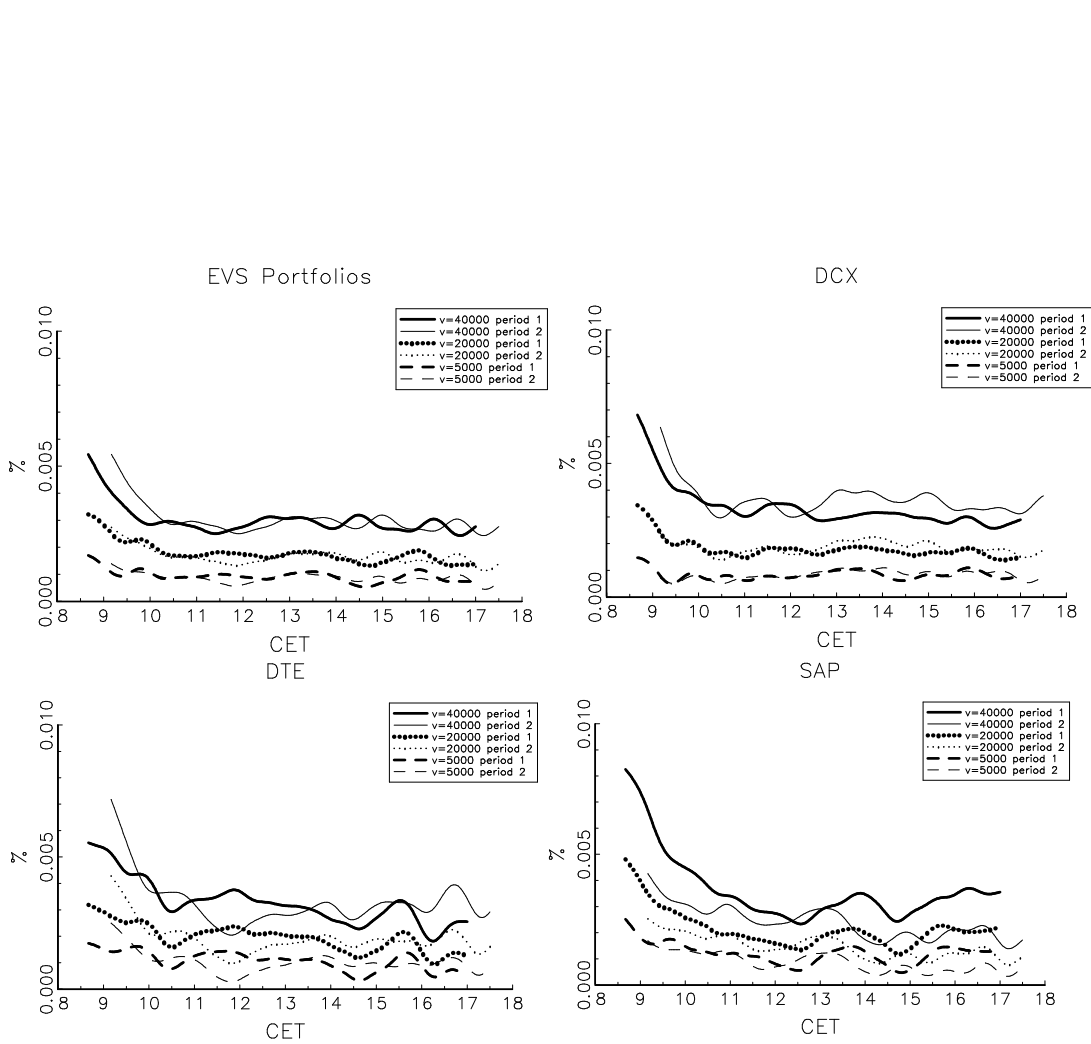 EVS Portfolios
v=40000 period 1
v=40000 period 2
v=20000 period 1
v=20000 period 2
v=5000 period 1
v=5000 period 2
0.010
0.005
0.000
%
8 9 10 11 12 13 14 15 16 17 18
CET
DCX
v=40000 period 1
v=40000 period 2
v=20000 period 1
v=20000 period 2
v=5000 period 1
v=5000 period 2
0.010
0.005
0.000
%
8 9 10 11 12 13 14 15 16 17 18
CET
DTE
v=40000 period 1
v=40000 period 2
v=20000 period 1
v=20000 period 2
v=5000 period 1
v=5000 period 2
0.010
0.005
0.000
%
8 9 10 11 12 13 14 15 16 17 18
CET
SAP
v=40000 period 1
v=40000 period 2
v=20000 period 1
v=20000 period 2
v=5000 period 1
v=5000 period 2
0.010
0.005
0.000
%
8 9 10 11 12 13 14 15 16 17 18
CET